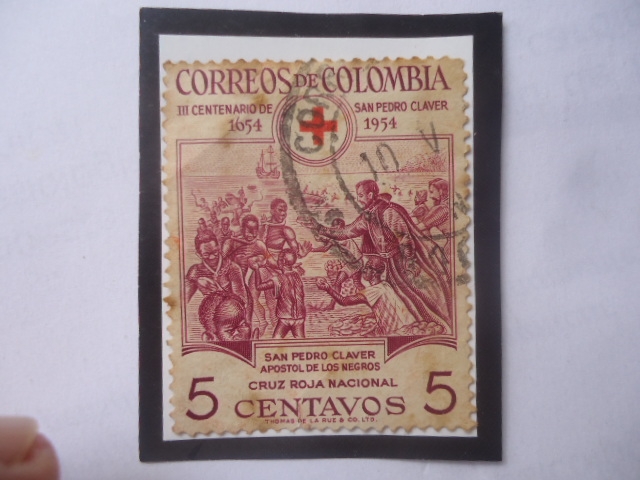 CORREOS DE COLOMBIA
III CENTENARIO DE SAN PEDRO CLAVER
1654 1954
SAN PEDRO CLAVER
APOSTOL DE LOS NEGROS
CRUZ ROJA NACIONAL
5 CENTAVOS 5
THOMAS DE LA RUE & CO. LTD.